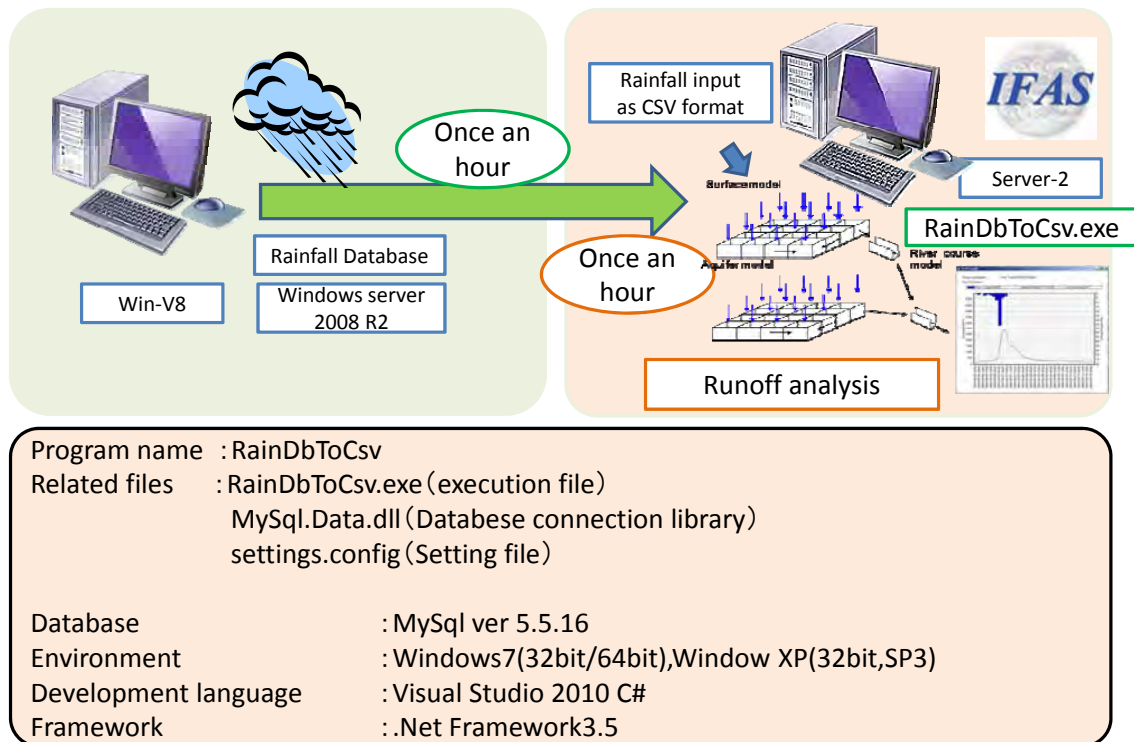 Once an
hour
Rainfall Database
Win-V8
Windows server
2008 R2
Rainfall input
as CSV format
IFAS
Server-2
RainDbToCsv.exe
Surface model
Once an
hour
Aquifer model
River course
model
Runoff analysis
Program name :RainDbToCsv
Related files :RainDbToCsv.exe（execution file）
MySql.Data.dll（Databese connection library）
settings.config（Setting file）
Database :MySql ver 5.5.16
Environment :Windows7(32bit/64bit),Window XP(32bit,SP3)
Development language :Visual Studio 2010 C#
Framework :.Net Framework3.5